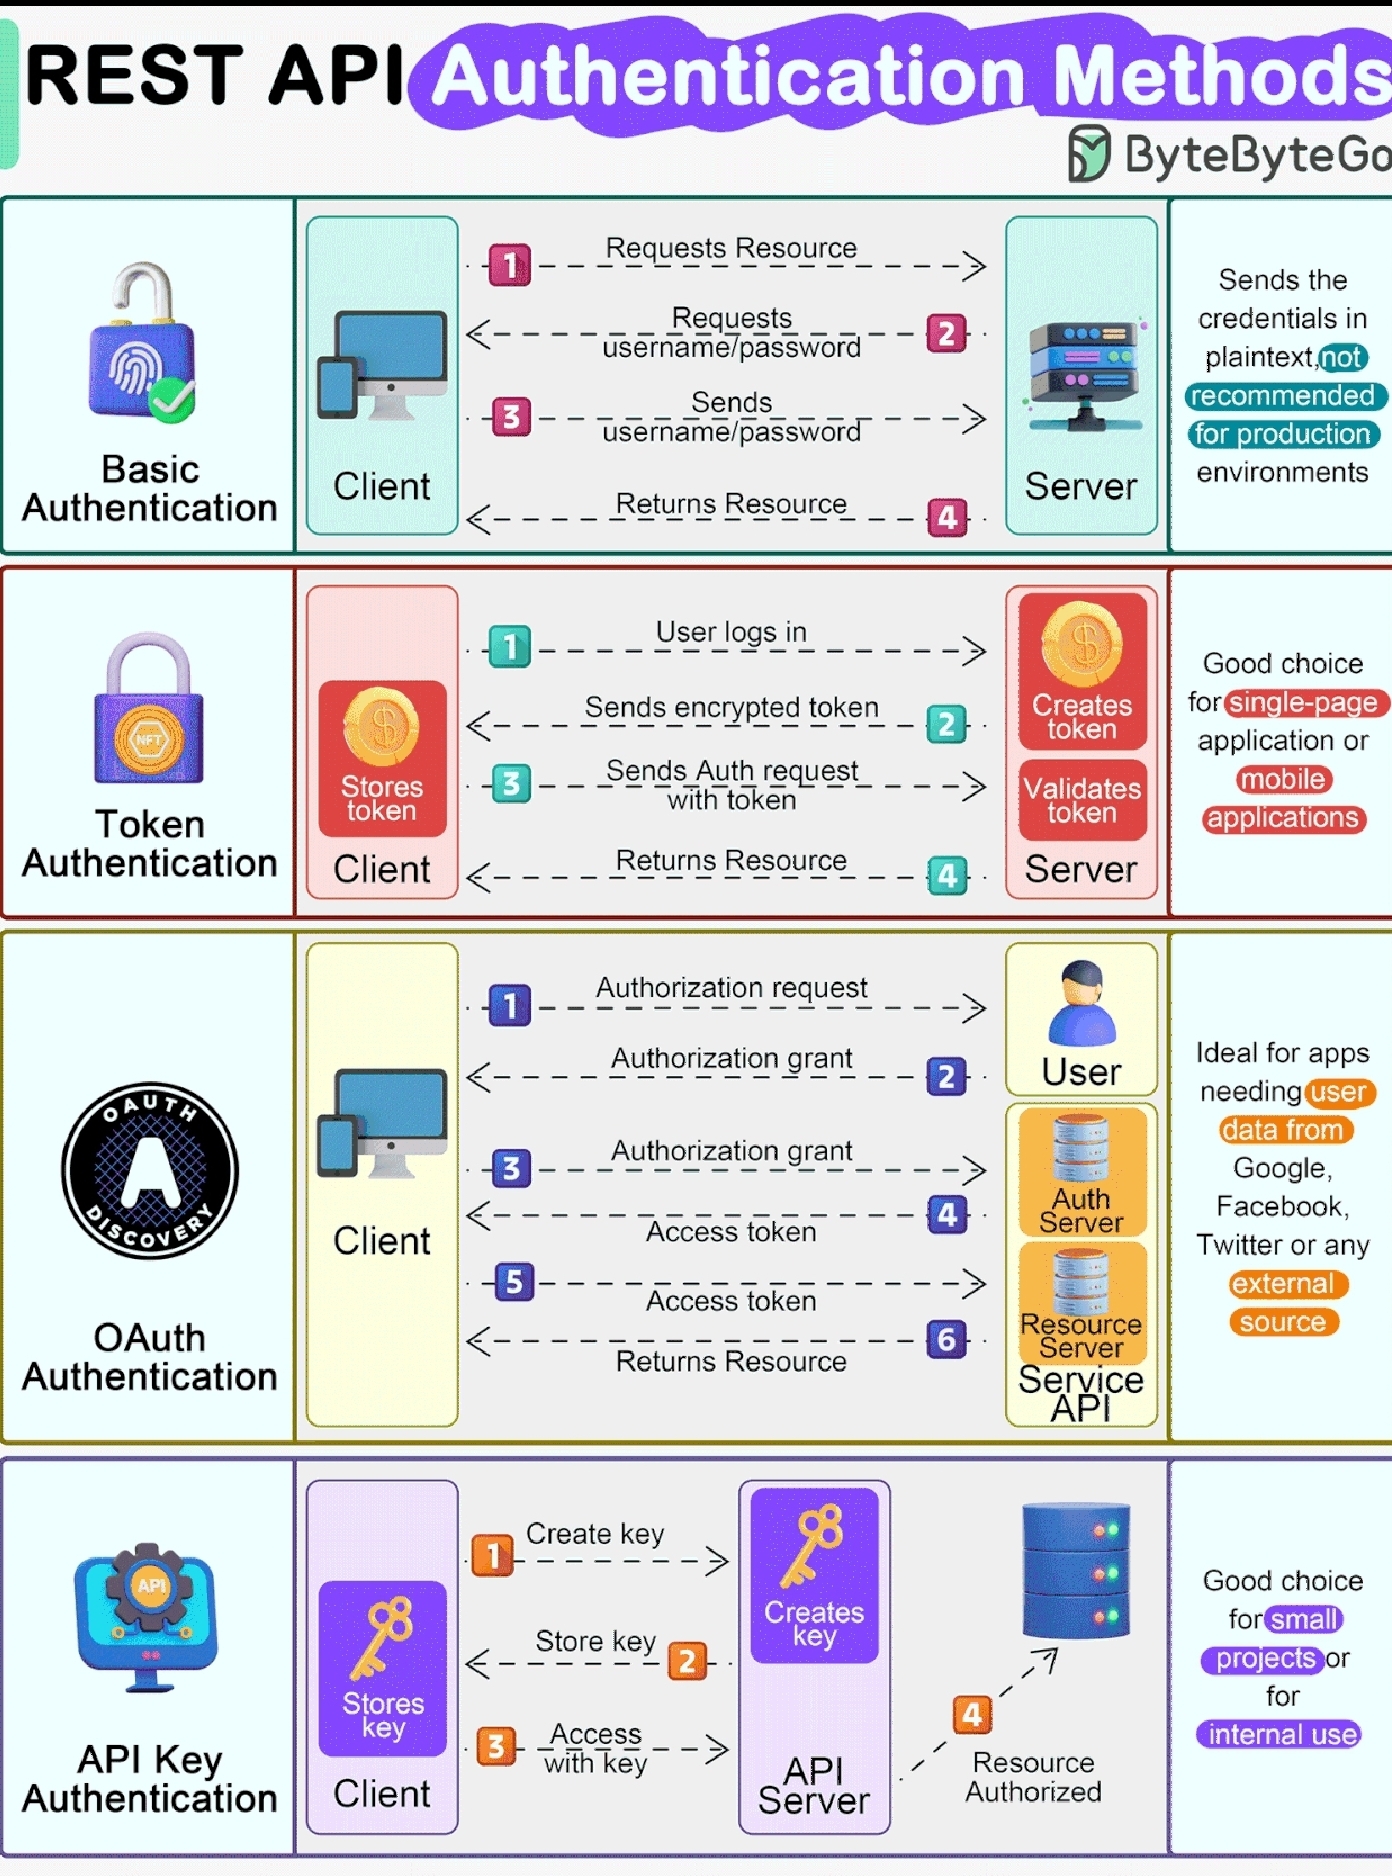 REST API Authentication Methods
ByteByteGo
Basic
Authentication
Client
1
Requests Resource
Requests
username/password
2
3
Sends
username/password
Returns Resource
4
Server
Sends the
credentials in
plaintext,not
recommended
for production
environments
NFT
Token
Authentication
Stores
token
Client
1
User logs in
Sends encrypted token
2
3
Sends Auth request
with token
Returns Resource
4
Creates
token
Validates
token
Server
Good choice
for single-page
application or
mobile
applications
OAUTH
A
DISCOVERY
OAuth
Authentication
Client
1
Authorization request
Authorization grant
2
3
Authorization grant
4
Access token
5
Access token
6
Returns Resource
User
Auth
Server
Resource
Server
Service
API
Ideal for apps
needing user
data from
Google,
Facebook,
Twitter or any
external
source
API
API Key
Authentication
Stores
key
Client
1
Create key
Store key
2
3
Access
with key
Creates
key
API
Server
4
Resource
Authorized
Good choice
for small
projects or
for
internal use